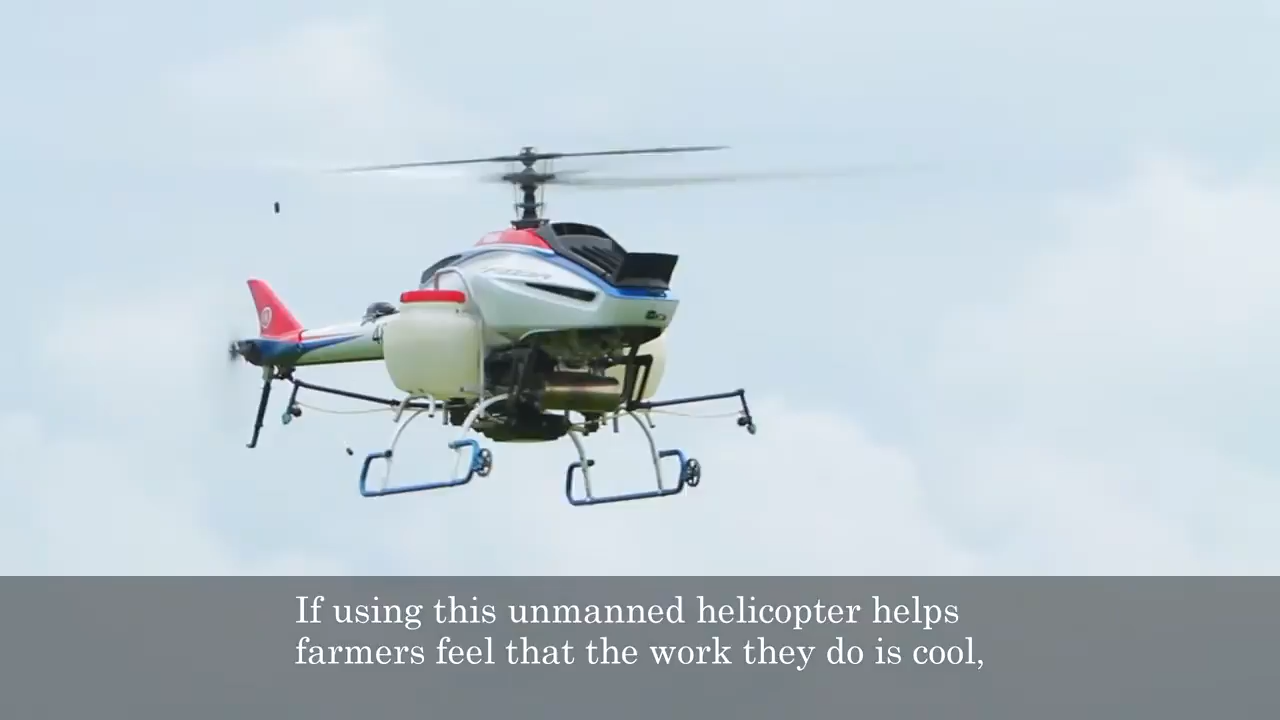 If using this unmanned helicopter helps
farmers feel that the work they do is cool,